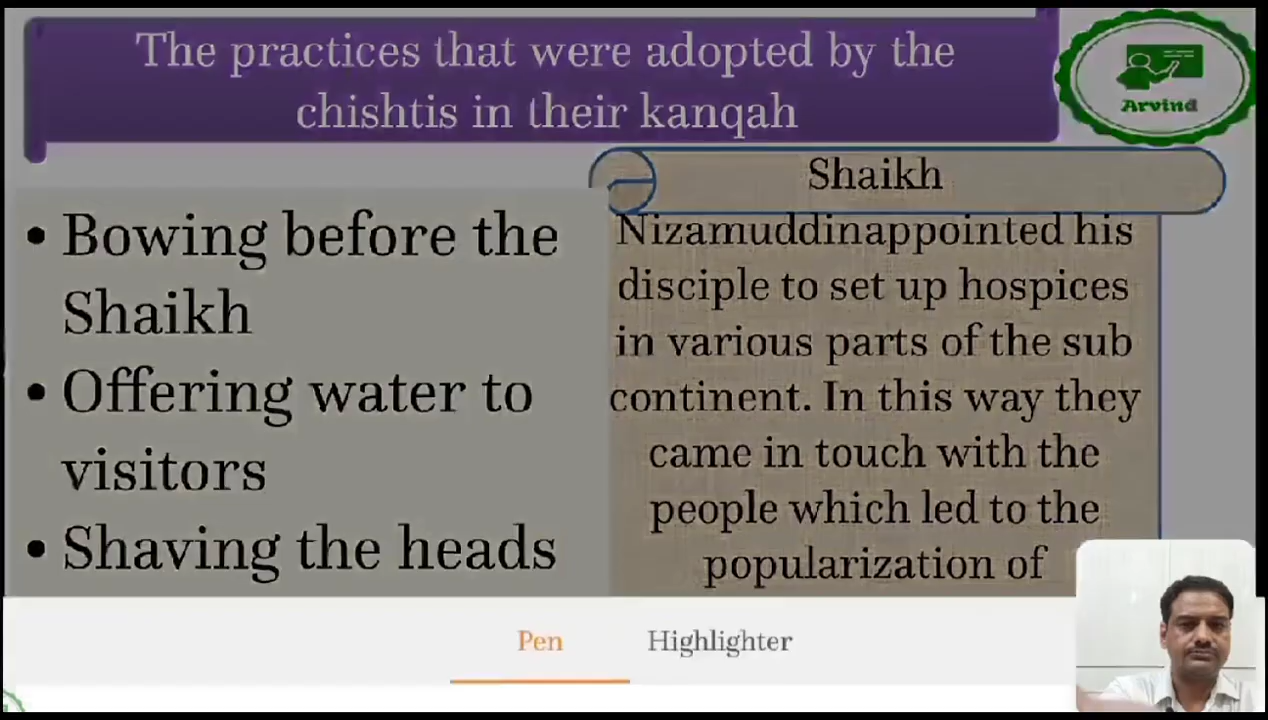 The practices that were adopted by the
chishtis in their kanqah
Arvind
• Bowing before the
Shaikh
• Offering water to
visitors
• Shaving the heads
Shaikh
Nizamuddinappointed his
disciple to set up hospices
in various parts of the sub
continent. In this way they
came in touch with the
people which led to the
popularization of
Pen
Highlighter